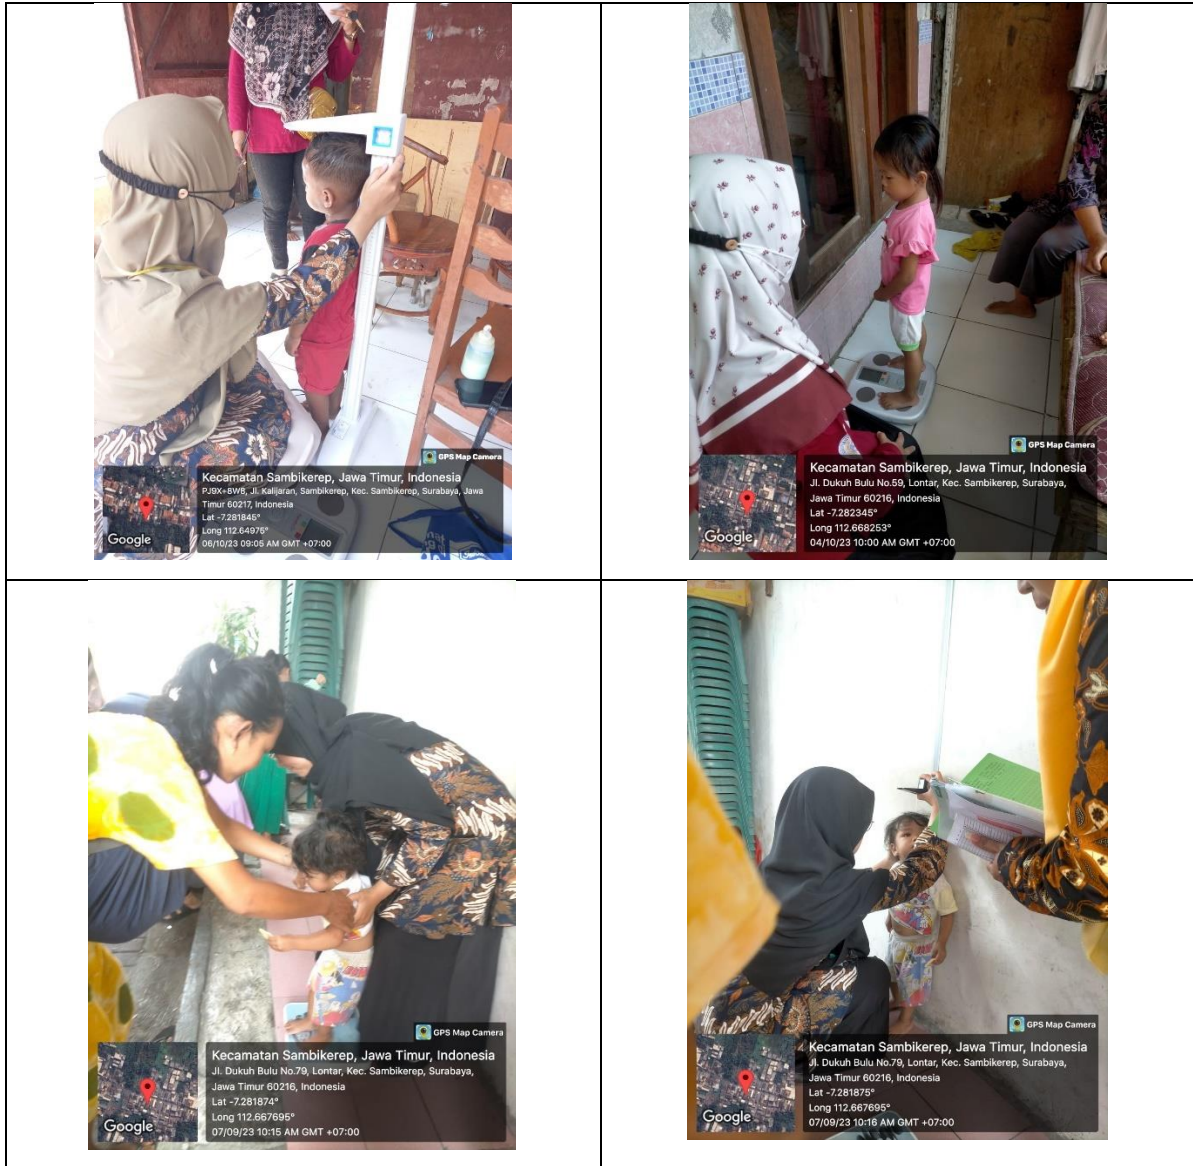 GPS Map Camera
Kecamatan Sambikerep, Jawa Timur, Indonesia
PJ9X+BW6, Jl. Kalijaran, Sambikerep, Kec. Sambikerep, Surabaya, Jawa
Timur 60217, Indonesia
Lat -7.281845°
Long 112.64975°
06/10/23 09:05 AM GMT +07:00
Google
GPS Map Camera
Kecamatan Sambikerep, Jawa Timur, Indonesia
Jl. Dukuh Bulu No.59, Lontar, Kec. Sambikerep, Surabaya,
Jawa Timur 60216, Indonesia
Lat -7.282345°
Long 112.668253°
04/10/23 10:00 AM GMT +07:00
Google
GPS Map Camera
Kecamatan Sambikerep, Jawa Timur, Indonesia
Jl. Dukuh Bulu No.79, Lontar, Kec. Sambikerep, Surabaya,
Jawa Timur 60216, Indonesia
Lat -7.281874°
Long 112.667695°
07/09/23 10:15 AM GMT +07:00
Google
GPS Map Camera
Kecamatan Sambikerep, Jawa Timur, Indonesia
Jl. Dukuh Bulu No.79, Lontar, Kec. Sambikerep, Surabaya,
Jawa Timur 60216, Indonesia
Lat -7.281875°
Long 112.667695°
07/09/23 10:16 AM GMT +07:00
Google